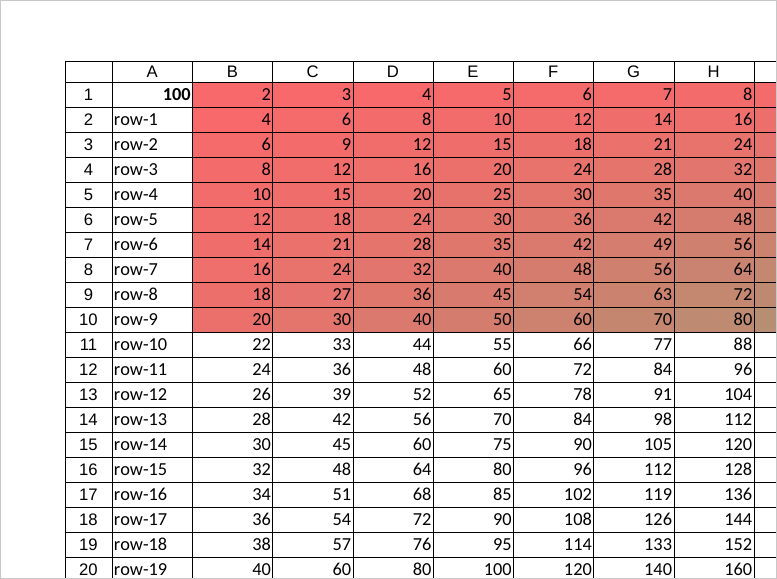 A B C D E F G H
1 100 2 3 4 5 6 7 8
2 row-1 4 6 8 10 12 14 16
3 row-2 6 9 12 15 18 21 24
4 row-3 8 12 16 20 24 28 32
5 row-4 10 15 20 25 30 35 40
6 row-5 12 18 24 30 36 42 48
7 row-6 14 21 28 35 42 49 56
8 row-7 16 24 32 40 48 56 64
9 row-8 18 27 36 45 54 63 72
10 row-9 20 30 40 50 60 70 80
11 row-10 22 33 44 55 66 77 88
12 row-11 24 36 48 60 72 84 96
13 row-12 26 39 52 65 78 91 104
14 row-13 28 42 56 70 84 98 112
15 row-14 30 45 60 75 90 105 120
16 row-15 32 48 64 80 96 112 128
17 row-16 34 51 68 85 102 119 136
18 row-17 36 54 72 90 108 126 144
19 row-18 38 57 76 95 114 133 152
20 row-19 40 60 80 100 120 140 160